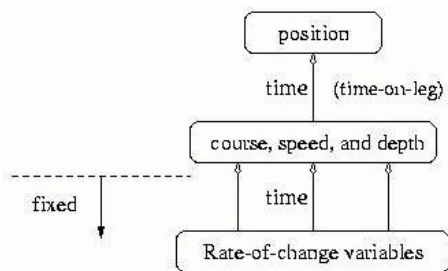 position
time (time-on-leg)
course, speed, and depth
fixed
time
Rate-of-change variables